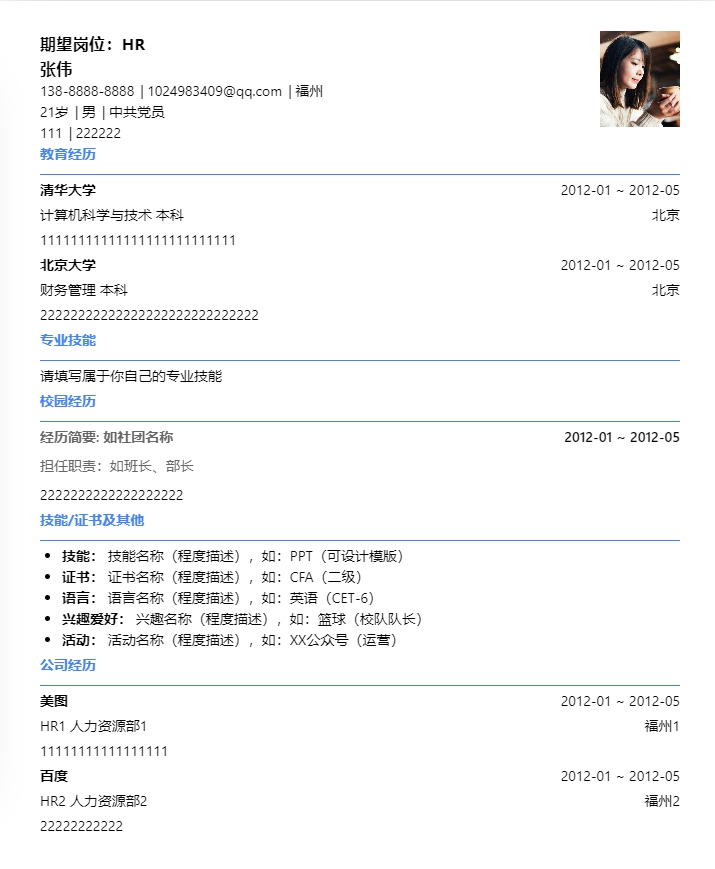 期望岗位：HR
张伟
138-8888-8888 | 1024983409@qq.com | 福州
21岁 | 男 | 中共党员
111 | 222222
教育经历
清华大学 2012-01 ~ 2012-05
计算机科学与技术 本科 北京
11111111111111111111111111
北京大学 2012-01 ~ 2012-05
财务管理 本科 北京
22222222222222222222222222222
专业技能
请填写属于你自己的专业技能
校园经历
经历简要: 如社团名称 2012-01 ~ 2012-05
担任职责：如班长、部长
2222222222222222222
技能/证书及其他
• 技能： 技能名称（程度描述），如：PPT（可设计模版）
• 证书： 证书名称（程度描述），如：CFA（二级）
• 语言： 语言名称（程度描述），如：英语（CET-6）
• 兴趣爱好： 兴趣名称（程度描述），如：篮球（校队队长）
• 活动： 活动名称（程度描述），如：XX公众号（运营）
公司经历
美图 2012-01 ~ 2012-05
HR1 人力资源部1 福州1
11111111111111111
百度 2012-01 ~ 2012-05
HR2 人力资源部2 福州2
22222222222